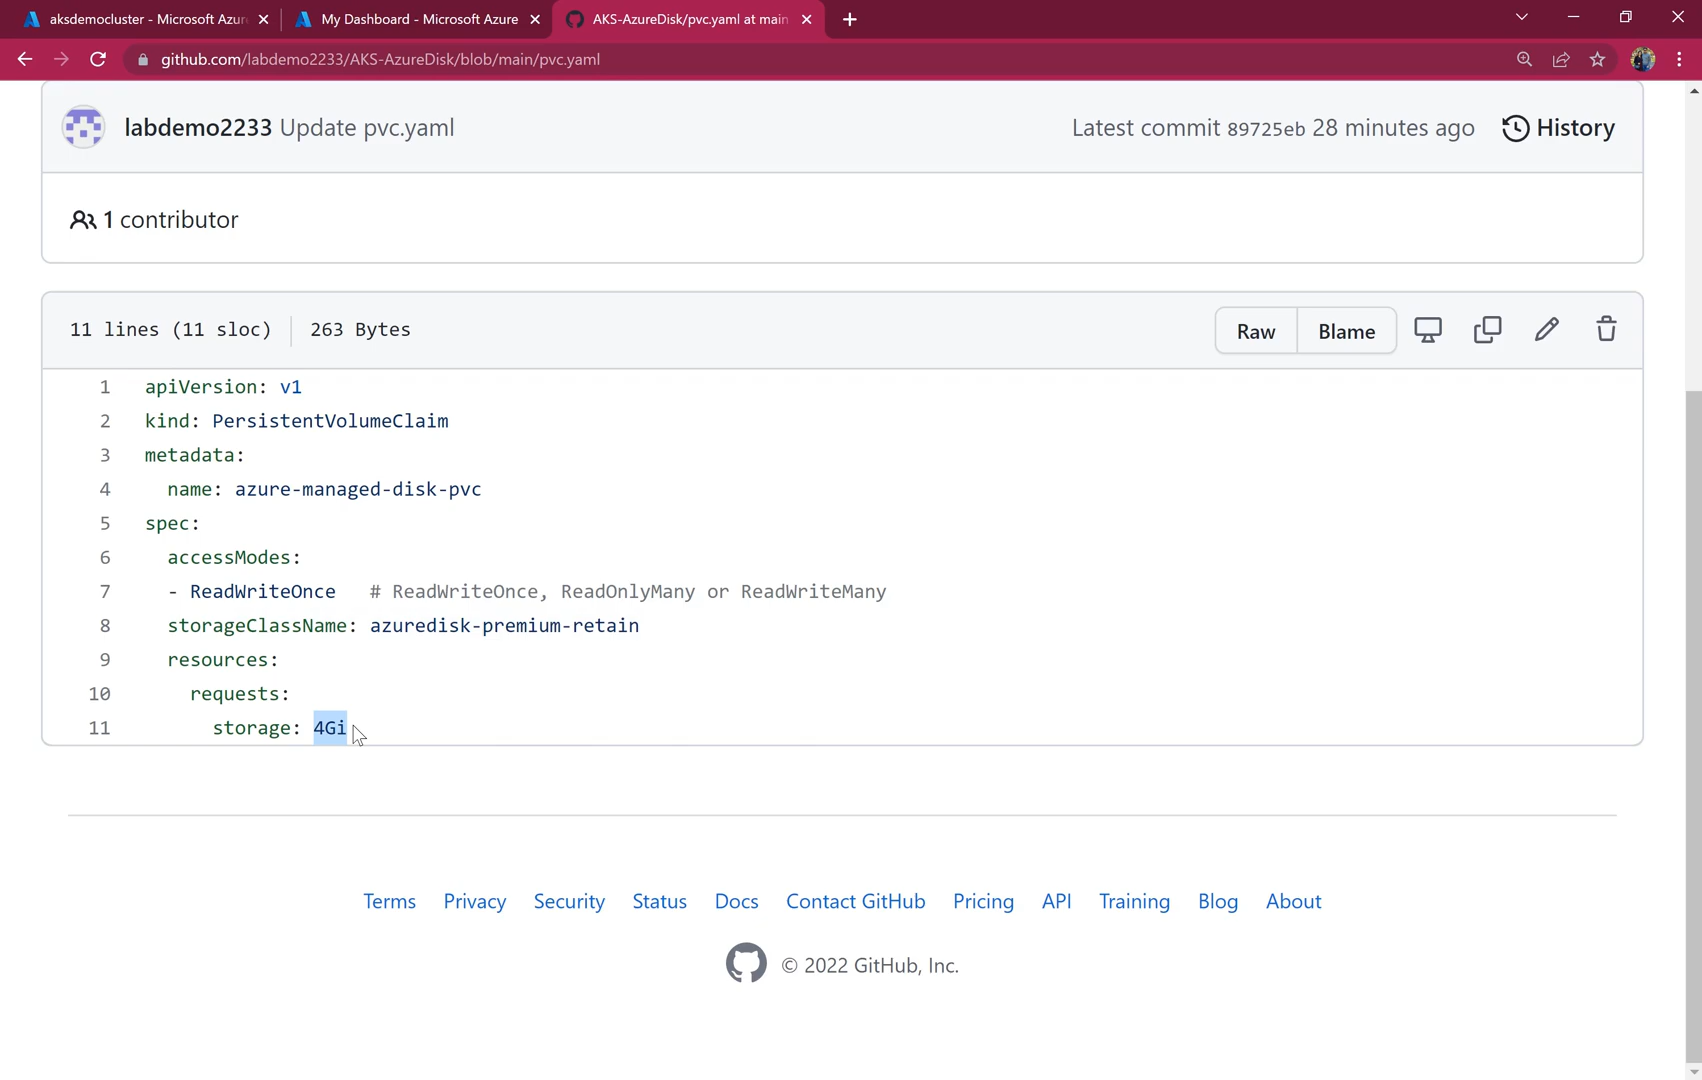 aksdemocluster - Microsoft Azur
My Dashboard - Microsoft Azure
AKS-AzureDisk/pvc.yaml at main
github.com/labdemo2233/AKS-AzureDisk/blob/main/pvc.yaml
labdemo2233 Update pvc.yaml
Latest commit 89725eb 28 minutes ago
History
1 contributor
11 lines (11 sloc)
263 Bytes
Raw
Blame
1 apiVersion: v1
2 kind: PersistentVolumeClaim
3 metadata:
4   name: azure-managed-disk-pvc
5 spec:
6   accessModes:
7   - ReadWriteOnce   # ReadWriteOnce, ReadOnlyMany or ReadWriteMany
8   storageClassName: azuredisk-premium-retain
9   resources:
10     requests:
11       storage: 4Gi
Terms Privacy Security Status Docs Contact GitHub Pricing API Training Blog About
© 2022 GitHub, Inc.